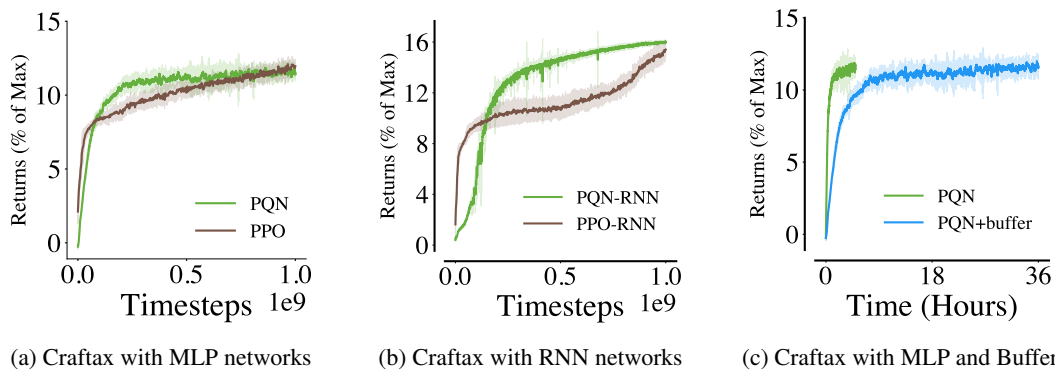 Returns (% of Max)
15
10
5
0
PQN
PPO
0.0
0.5
1.0
Timesteps 1e9
(a) Craftax with MLP networks
Returns (% of Max)
16
12
8
4
0
PQN-RNN
PPO-RNN
0.0
0.5
1.0
Timesteps 1e9
(b) Craftax with RNN networks
Returns (% of Max)
15
10
5
0
PQN
PQN+buffer
0
18
36
Time (Hours)
(c) Craftax with MLP and Buffer